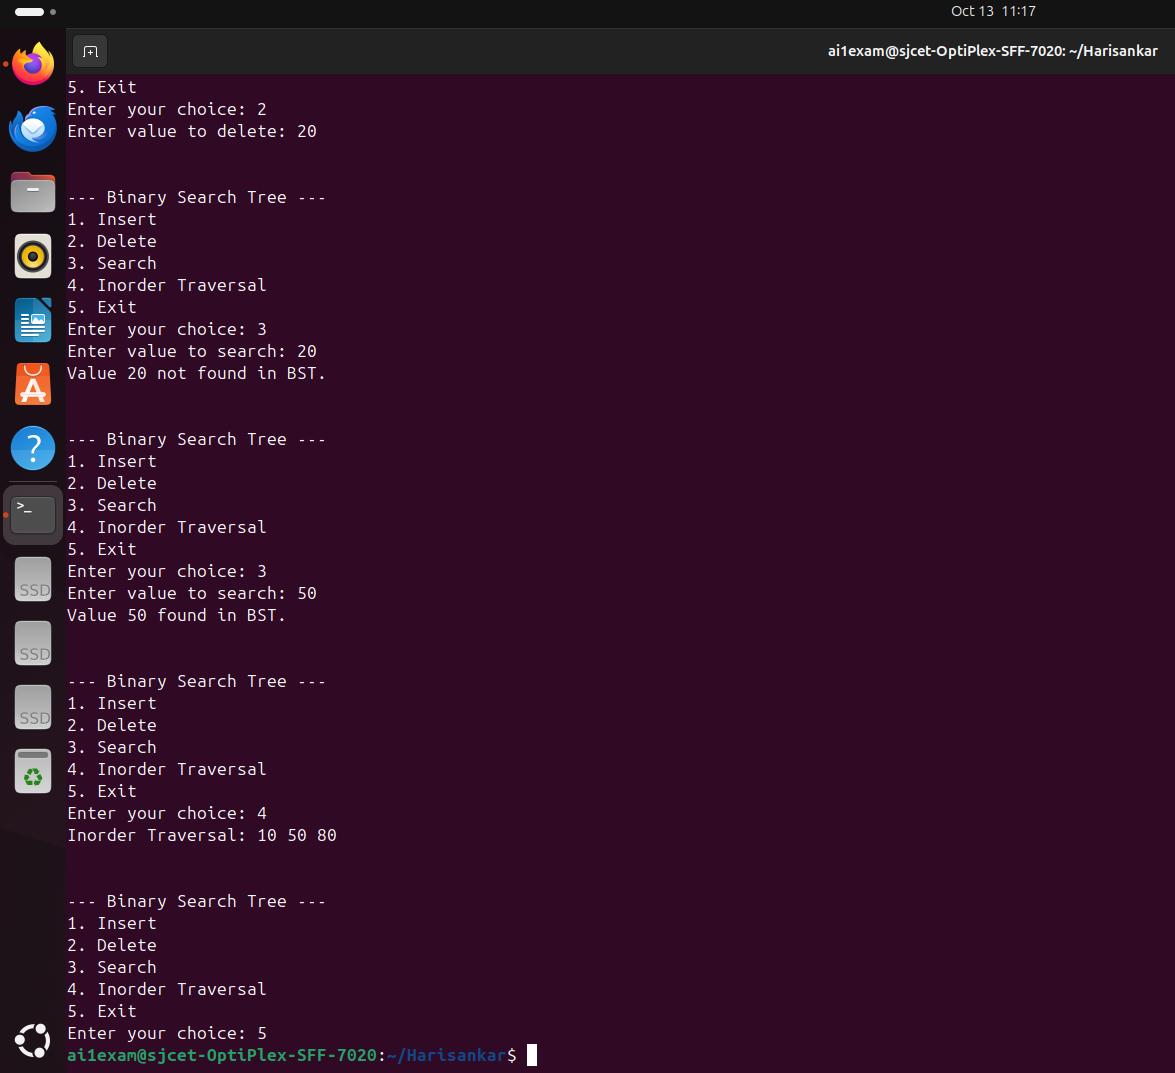 Oct 13 11:17
ai1exam@sjcet-OptiPlex-SFF-7020: ~/Harisankar
5. Exit
Enter your choice: 2
Enter value to delete: 20
--- Binary Search Tree ---
1. Insert
2. Delete
3. Search
4. Inorder Traversal
5. Exit
Enter your choice: 3
Enter value to search: 20
Value 20 not found in BST.
--- Binary Search Tree ---
1. Insert
2. Delete
3. Search
4. Inorder Traversal
5. Exit
Enter your choice: 3
Enter value to search: 50
Value 50 found in BST.
--- Binary Search Tree ---
1. Insert
2. Delete
3. Search
4. Inorder Traversal
5. Exit
Enter your choice: 4
Inorder Traversal: 10 50 80
--- Binary Search Tree ---
1. Insert
2. Delete
3. Search
4. Inorder Traversal
5. Exit
Enter your choice: 5
ai1exam@sjcet-OptiPlex-SFF-7020:~/Harisankar$
A
?
>_
SSD
SSD
SSD